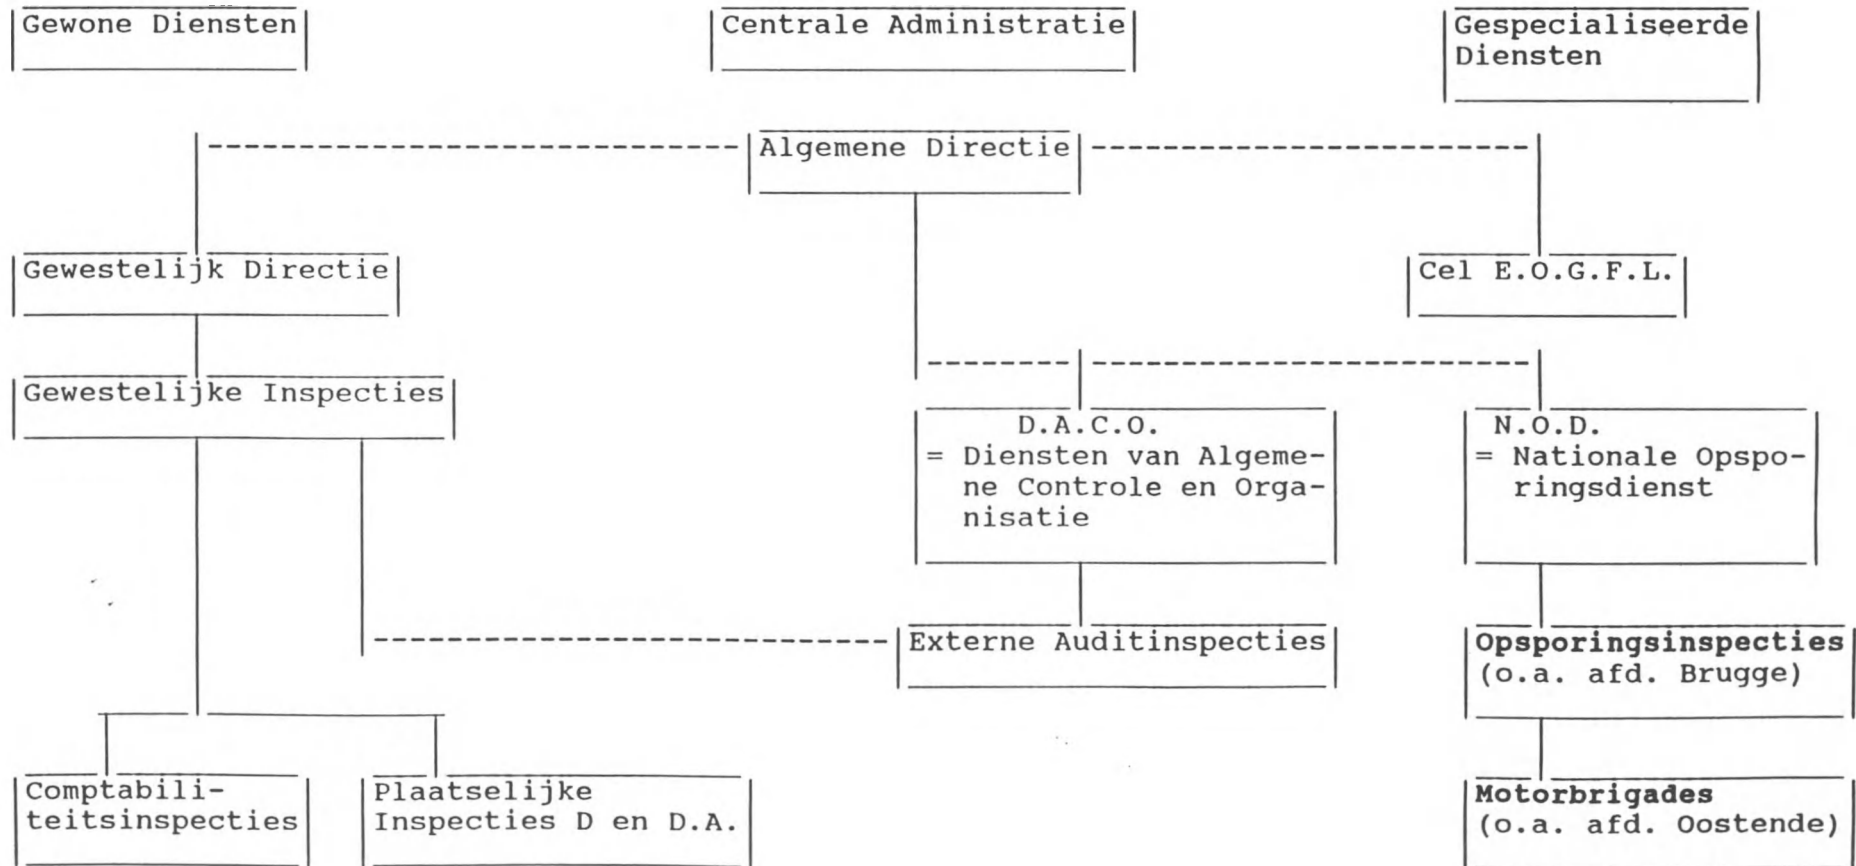 Gewone Diensten
Centrale Administratie
Gespecialiseerde
Diensten
Algemene Directie
Gewestelijk Directie
Cel E.O.G.F.L.
Gewestelijke Inspecties
D.A.C.O.
= Diensten van Algeme-
ne Controle en Orga-
nisatie
N.O.D.
= Nationale Opspo-
ringsdienst
Externe Auditinspecties
Opsporingsinspecties
(o.a. afd. Brugge)
Comptabili-
teitsinspecties
Plaatselijke
Inspecties D en D.A.
Motorbrigades
(o.a. afd. Oostende)